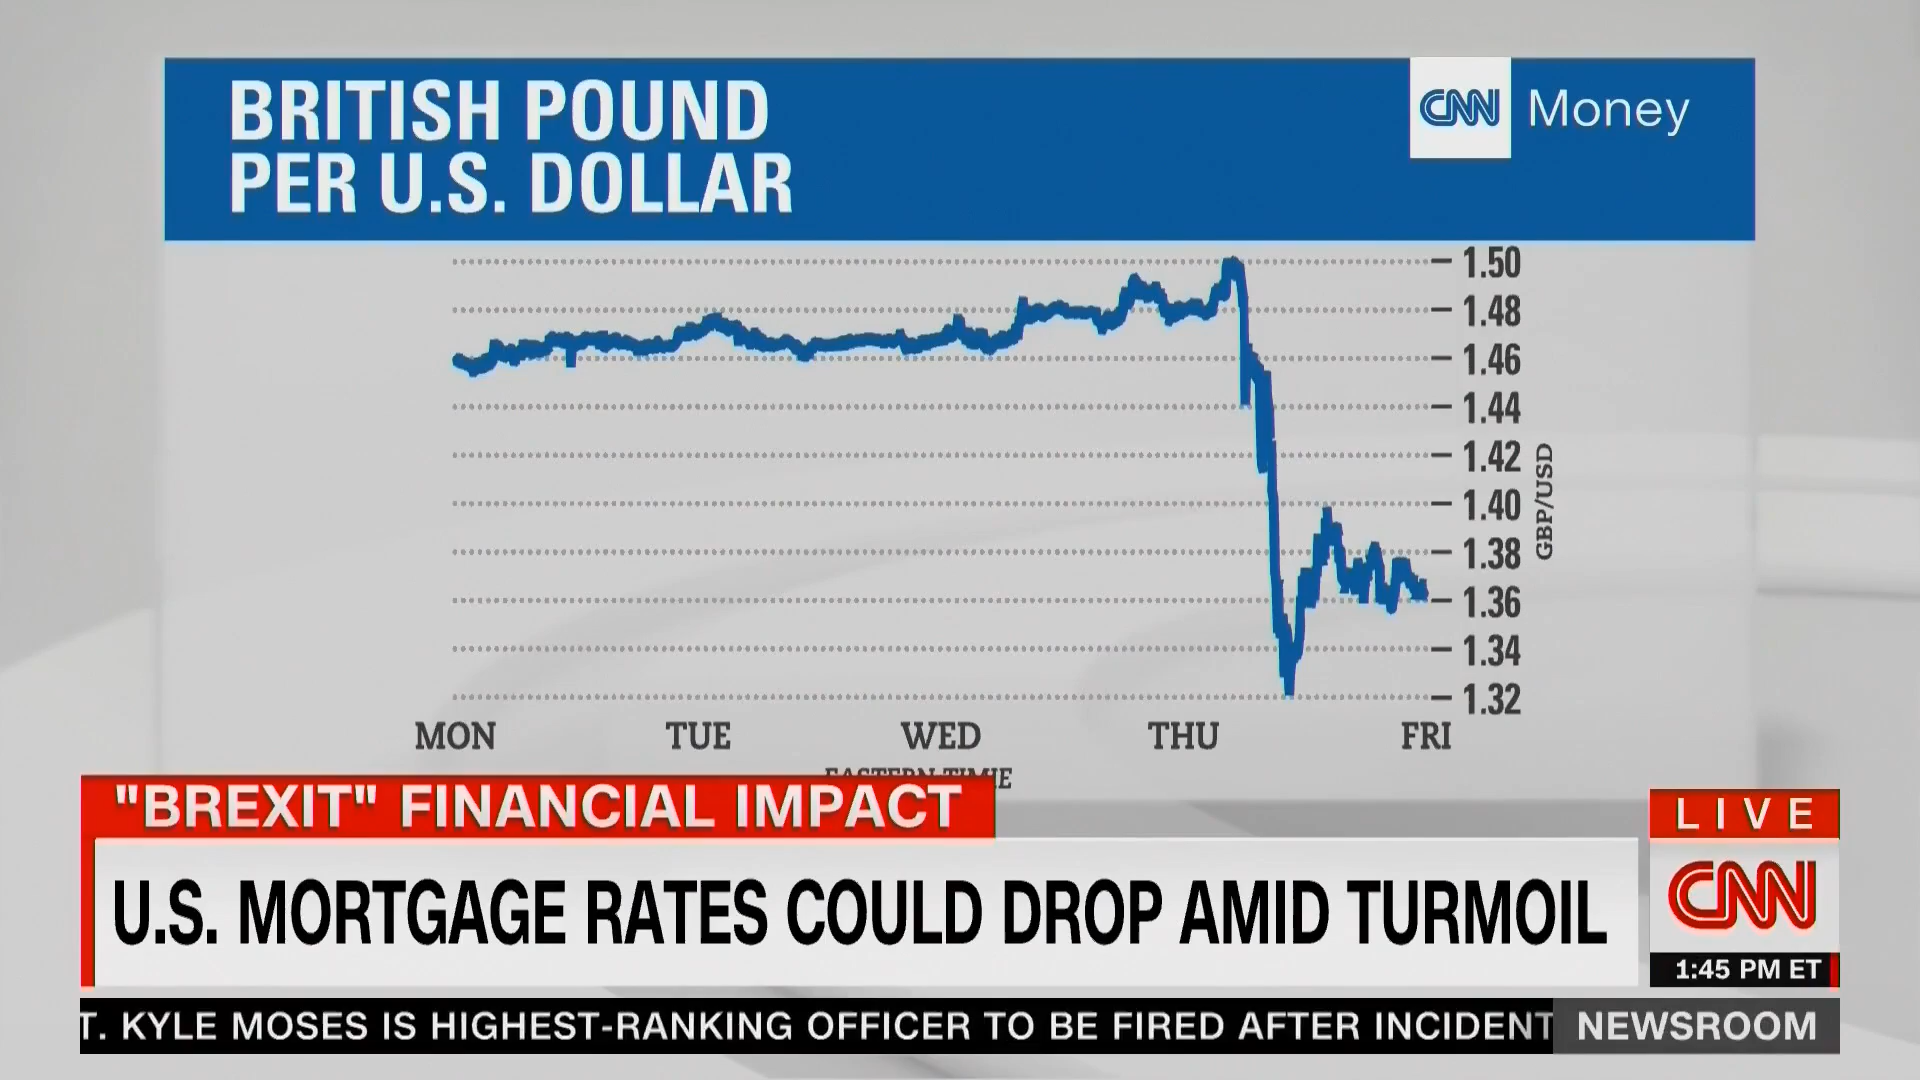 BRITISH POUND
PER U.S. DOLLAR
CNN Money
1.50
1.48
1.46
1.44
1.42
1.40
1.38
1.36
1.34
1.32
GBP/USD
MON TUE WED THU FRI
EASTERN TIME
"BREXIT" FINANCIAL IMPACT
U.S. MORTGAGE RATES COULD DROP AMID TURMOIL
LIVE
CNN
1:45 PM ET
T. KYLE MOSES IS HIGHEST-RANKING OFFICER TO BE FIRED AFTER INCIDENT
NEWSROOM